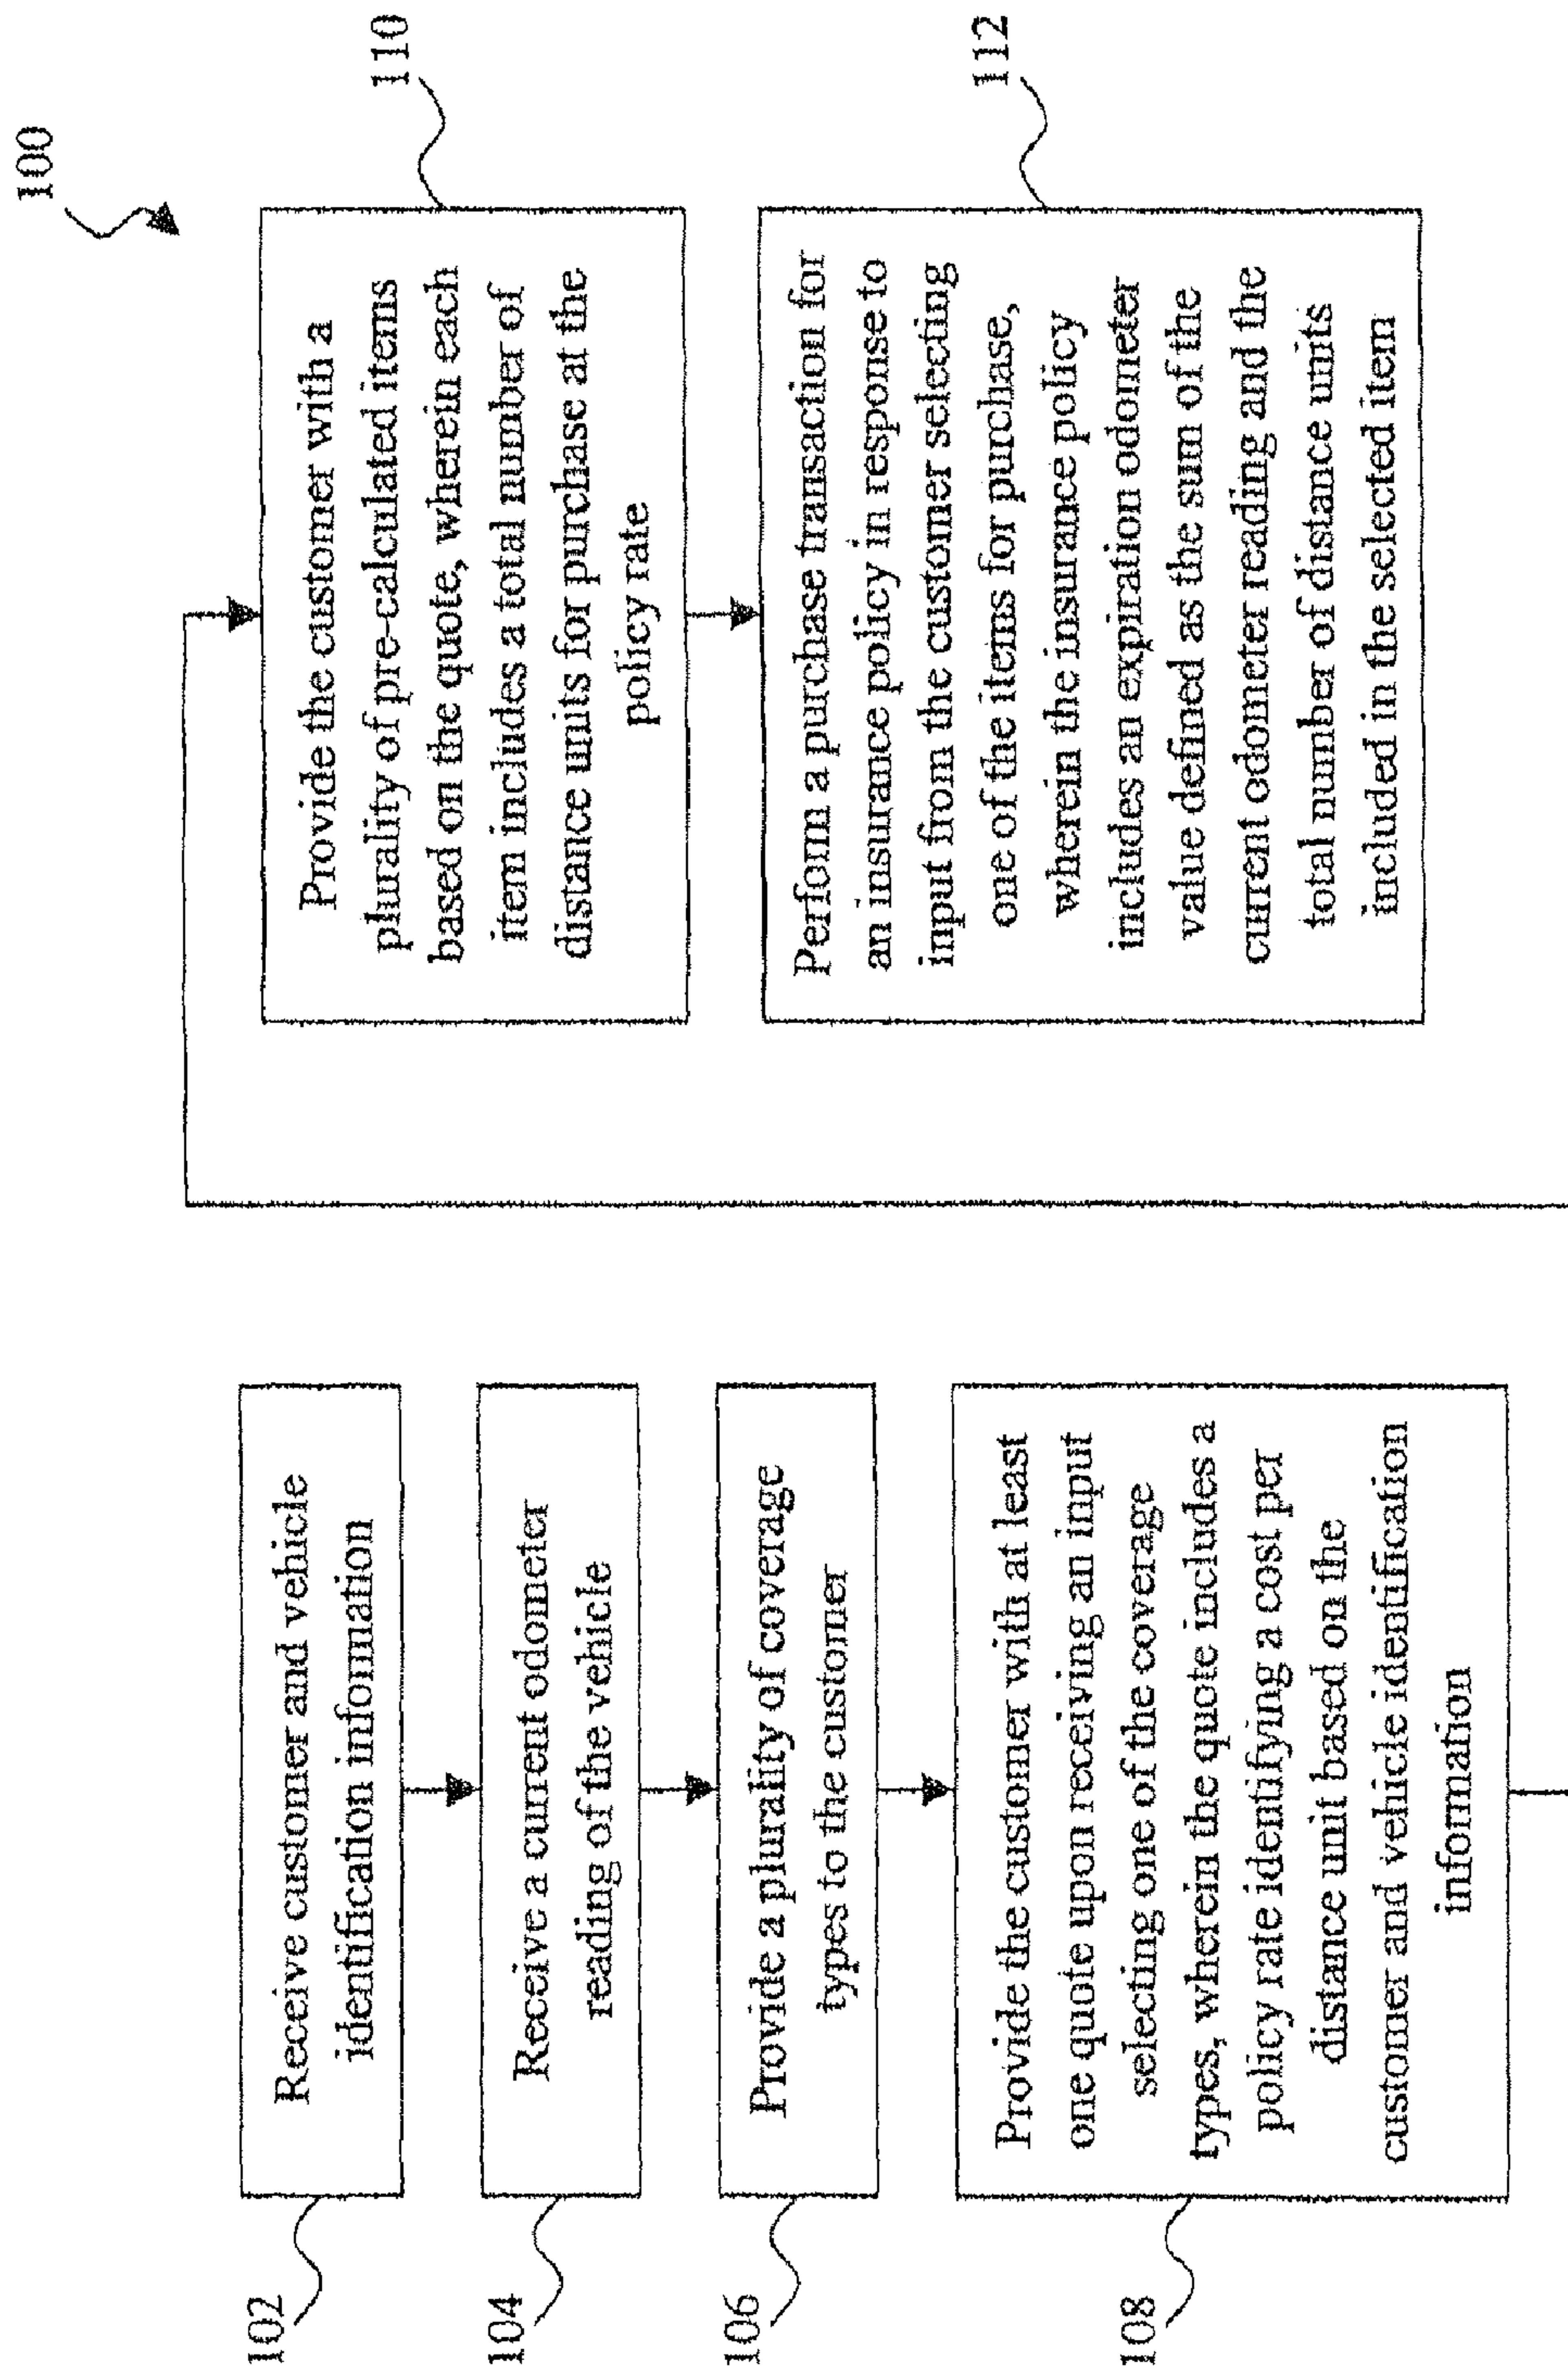 100
102
Receive customer and vehicle
identification information
104
Receive a current odometer
reading of the vehicle
106
Provide a plurality of coverage
types to the customer
108
Provide the customer with at least
one quote upon receiving an input
selecting one of the coverage
types, wherein the quote includes a
policy rate identifying a cost per
distance unit based on the
customer and vehicle identification
information
110
Provide the customer with a
plurality of pre-calculated items
based on the quote, wherein each
item includes a total number of
distance units for purchase at the
policy rate
112
Perform a purchase transaction for
an insurance policy in response to
input from the customer selecting
one of the items for purchase,
wherein the insurance policy
includes an expiration odometer
value defined as the sum of the
current odometer reading and the
total number of distance units
included in the selected item